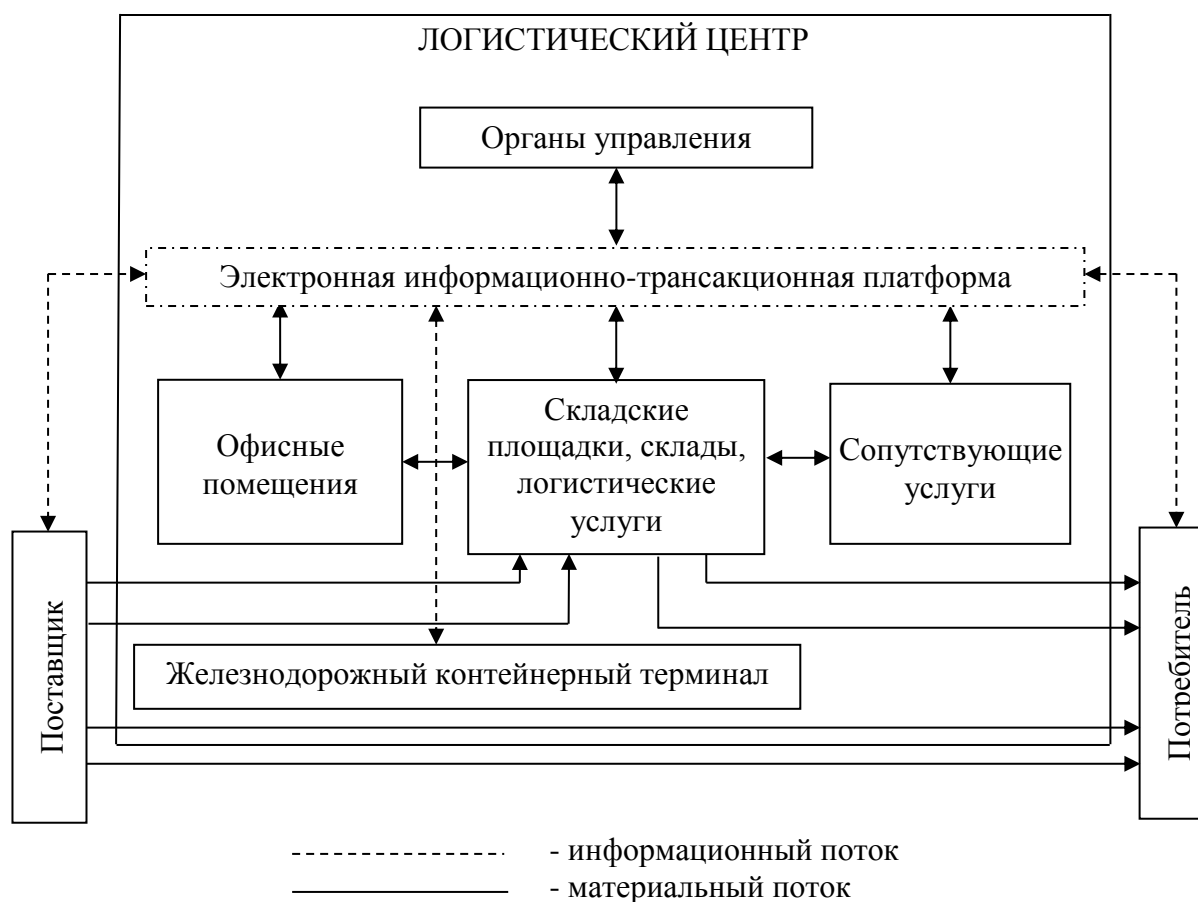 ЛОГИСТИЧЕСКИЙ ЦЕНТР
Органы управления
Электронная информационно-трансакционная платформа
Офисные
помещения
Складские
площадки, склады,
логистические
услуги
Сопутствующие
услуги
Поставщик
Железнодорожный контейнерный терминал
Потребитель
- информационный поток
- материальный поток